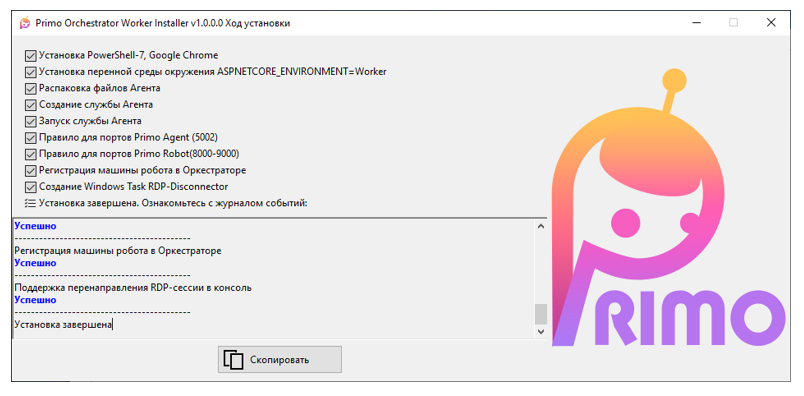 Primo Orchestrator Worker Installer v1.0.0.0 Ход установки
Установка PowerShell-7, Google Chrome
Установка перенной среды окружения ASPNETCORE_ENVIRONMENT=Worker
Распаковка файлов Агента
Создание службы Агента
Запуск службы Агента
Правило для портов Primo Agent (5002)
Правило для портов Primo Robot(8000-9000)
Регистрация машины робота в Оркестраторе
Создание Windows Task RDP-Disconnector
Установка завершена. Ознакомьтесь с журналом событий:
Успешно
-------------------------------------------
Регистрация машины робота в Оркестраторе
Успешно
-------------------------------------------
Поддержка перенаправления RDP-сессии в консоль
Успешно
-------------------------------------------
Установка завершена
Скопировать
PRIMO